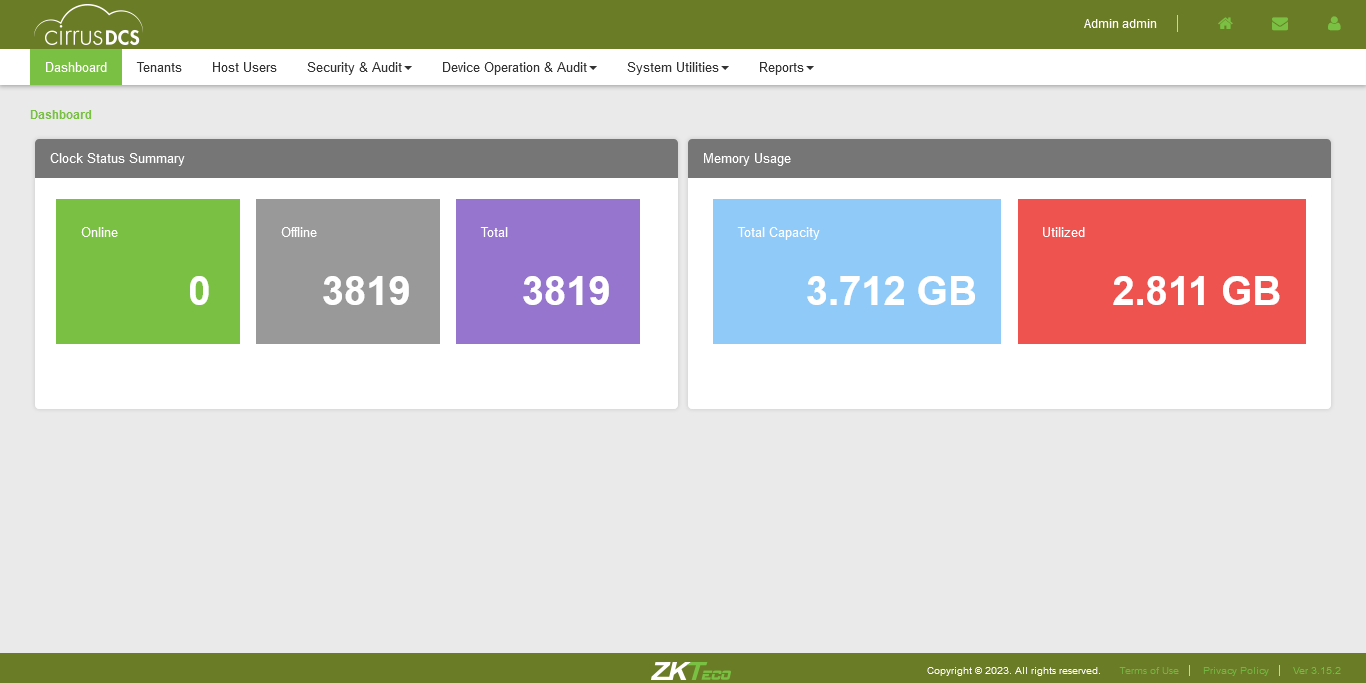 cirrusDCS
Admin admin
Dashboard Tenants Host Users Security & Audit Device Operation & Audit System Utilities Reports
Dashboard
Clock Status Summary
Online
0
Offline
3819
Total
3819
Memory Usage
Total Capacity
3.712 GB
Utilized
2.811 GB
ZKTeco
Copyright © 2023. All rights reserved. Terms of Use Privacy Policy Ver 3.15.2